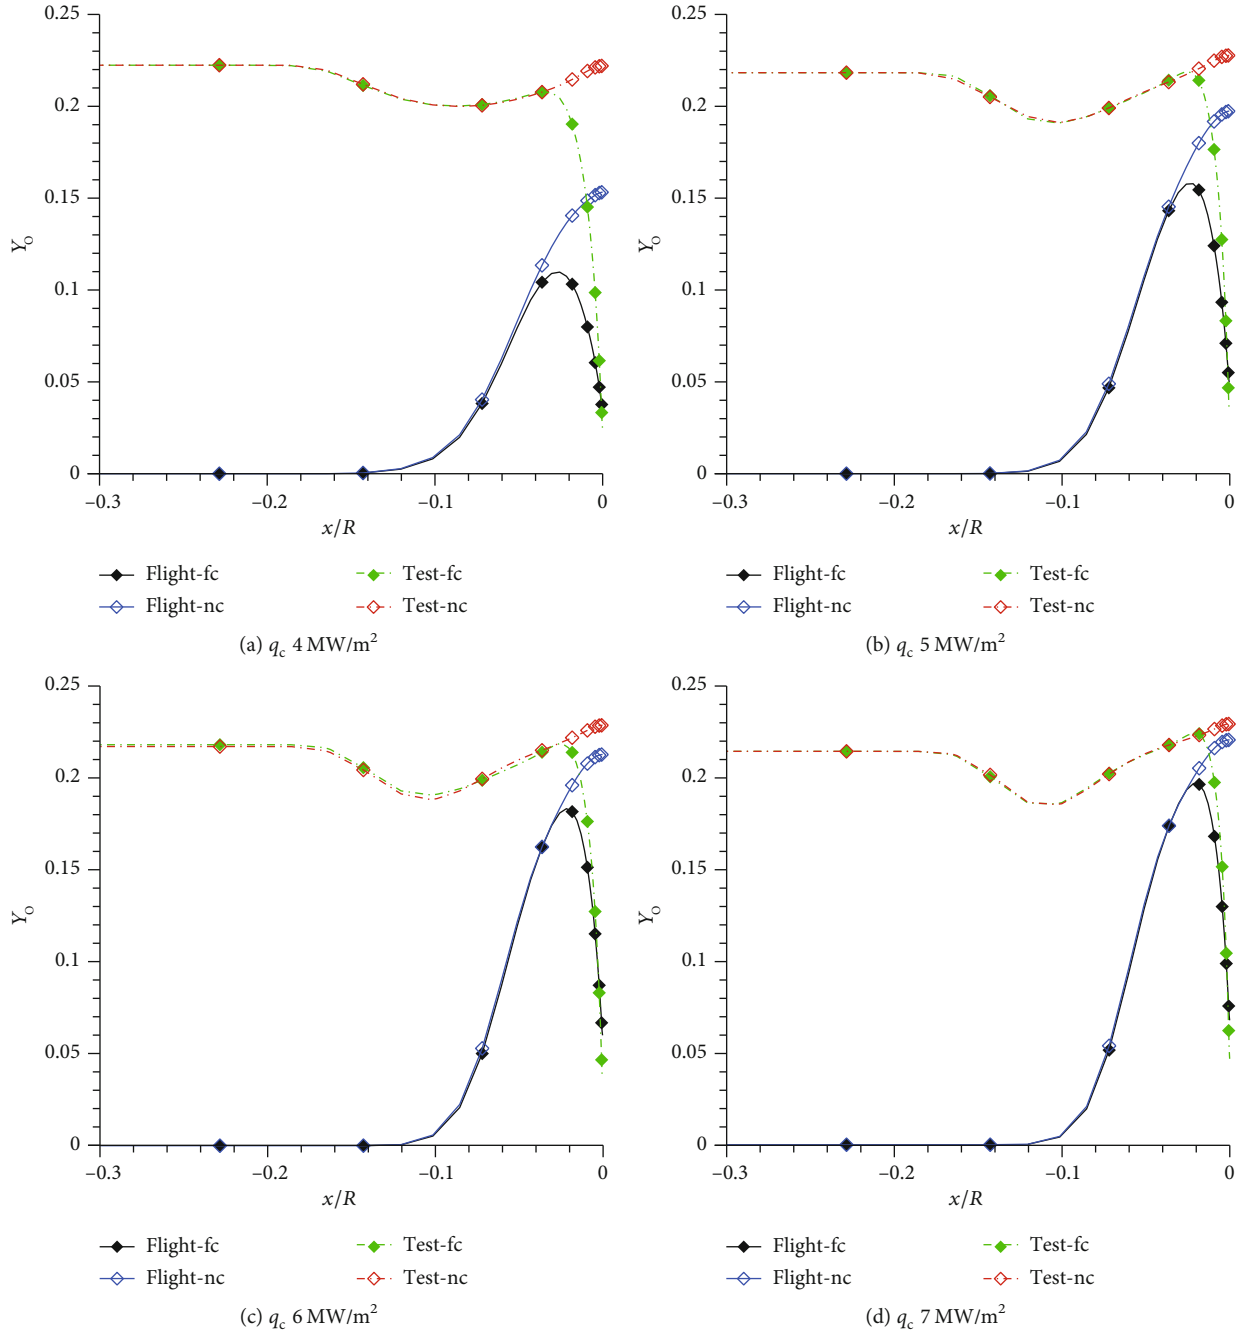 0.25
0.2
0.15
Y_O
0.1
0.05
0
−0.3 −0.2 −0.1 0
x/R
Flight-fc Test-fc
Flight-nc Test-nc
(a) q_c 4 MW/m²
0.25
0.2
0.15
Y_O
0.1
0.05
0
−0.3 −0.2 −0.1 0
x/R
Flight-fc Test-fc
Flight-nc Test-nc
(b) q_c 5 MW/m²
0.25
0.2
0.15
Y_O
0.1
0.05
0
−0.3 −0.2 −0.1 0
x/R
Flight-fc Test-fc
Flight-nc Test-nc
(c) q_c 6 MW/m²
0.25
0.2
0.15
Y_O
0.1
0.05
0
−0.3 −0.2 −0.1 0
x/R
Flight-fc Test-fc
Flight-nc Test-nc
(d) q_c 7 MW/m²